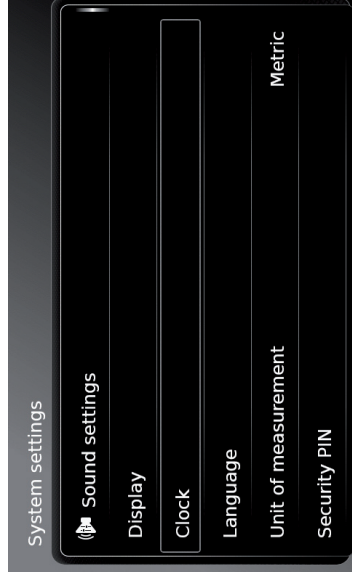 System settings
Sound settings
Display
Clock
Language
Unit of measurement Metric
Security PIN